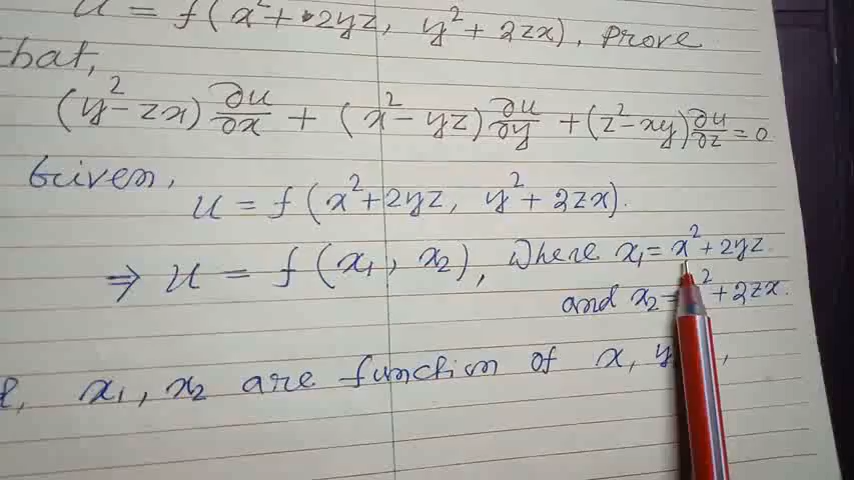 u = f(x²+2yz, y²+2zx), Prove
that,
(y²-zx) ∂u/∂x + (x²-yz) ∂u/∂y + (z²-xy) ∂u/∂z = 0
Given,
u = f(x²+2yz, y²+2zx).
⇒ u = f(x₁, x₂), where x₁ = x²+2yz
and x₂ = ² + 2zx.
x₁, x₂ are function of x, y,